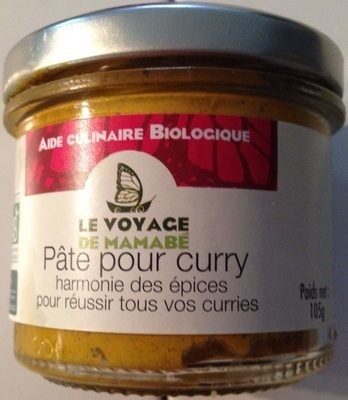 AIDE CULINAIRE BIOLOGIQUE
LE VOYAGE
DE MAMABÉ
Pâte pour curry
harmonie des épices
pour réussir tous vos curries
Poids net
105g